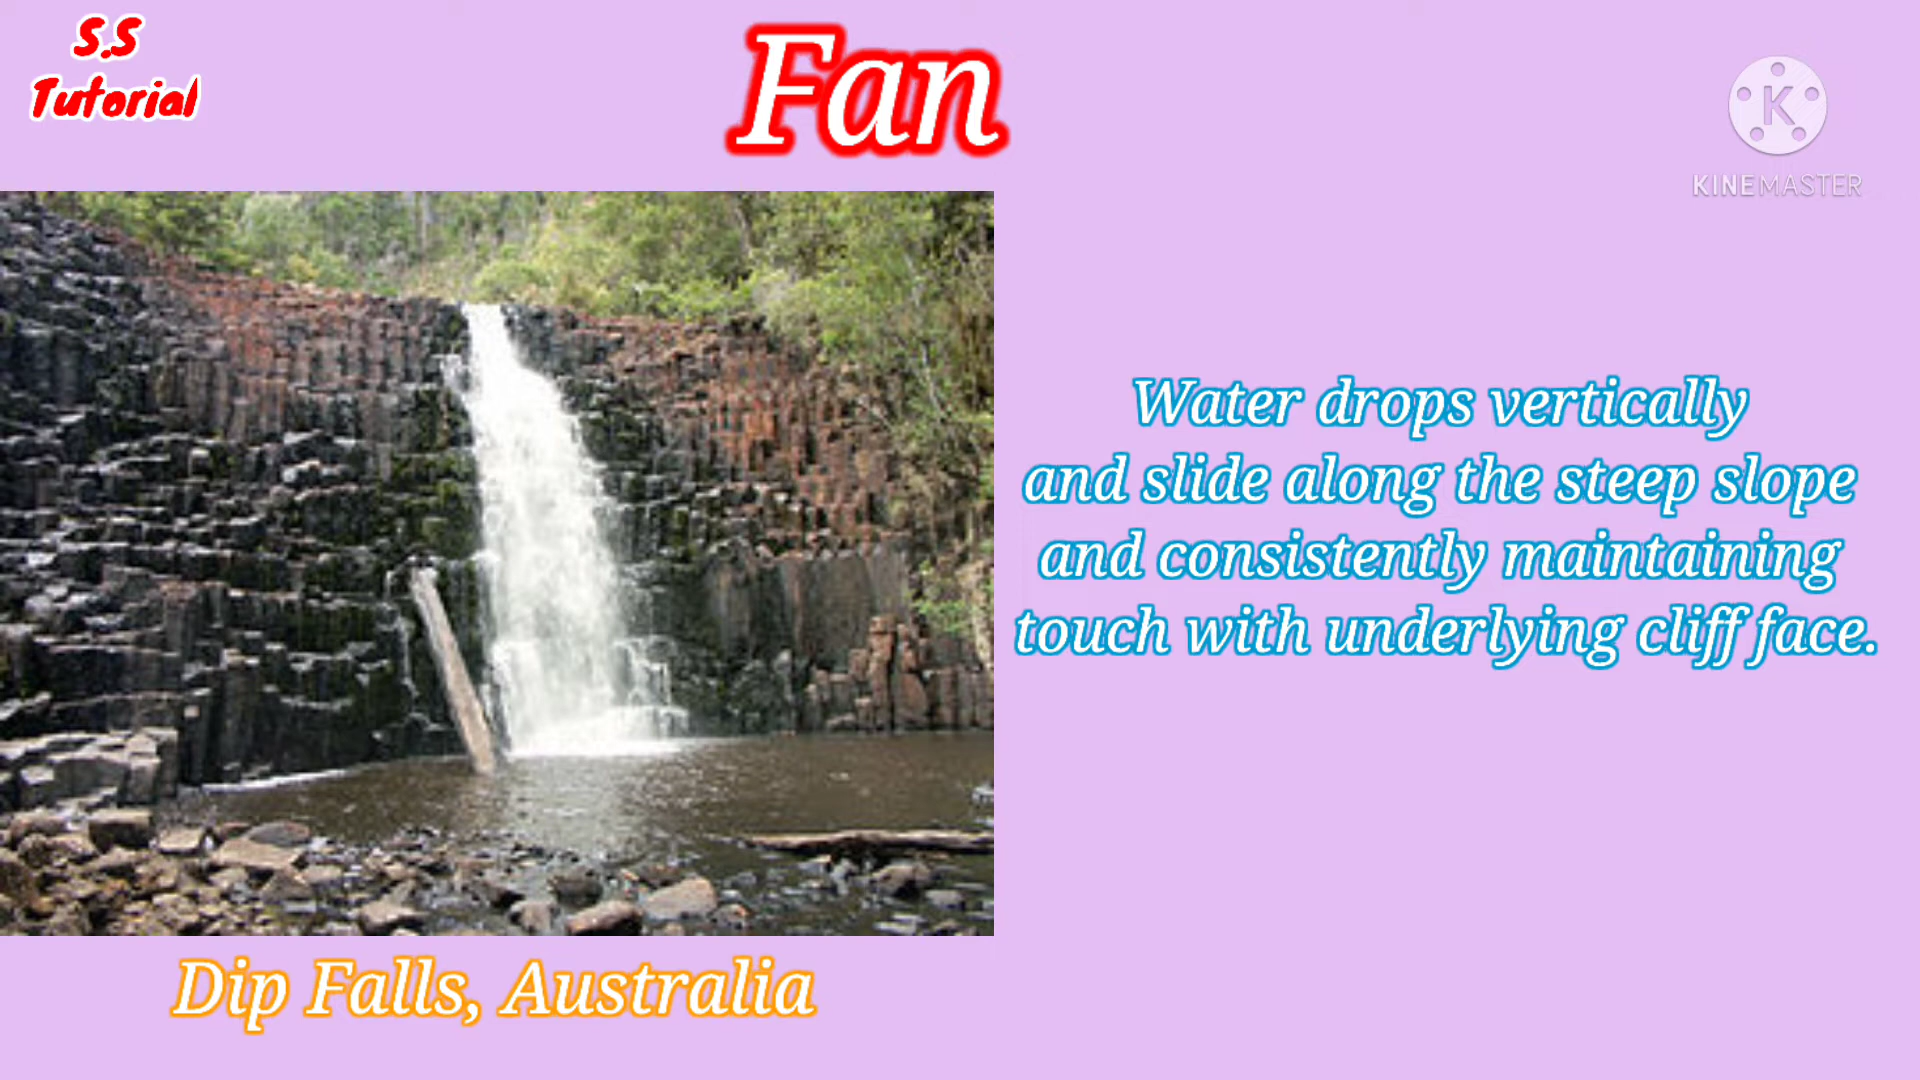 S.S
Tutorial
Fan
KINEMASTER
Water drops vertically
and slide along the steep slope
and consistently maintaining
touch with underlying cliff face.
Dip Falls, Australia